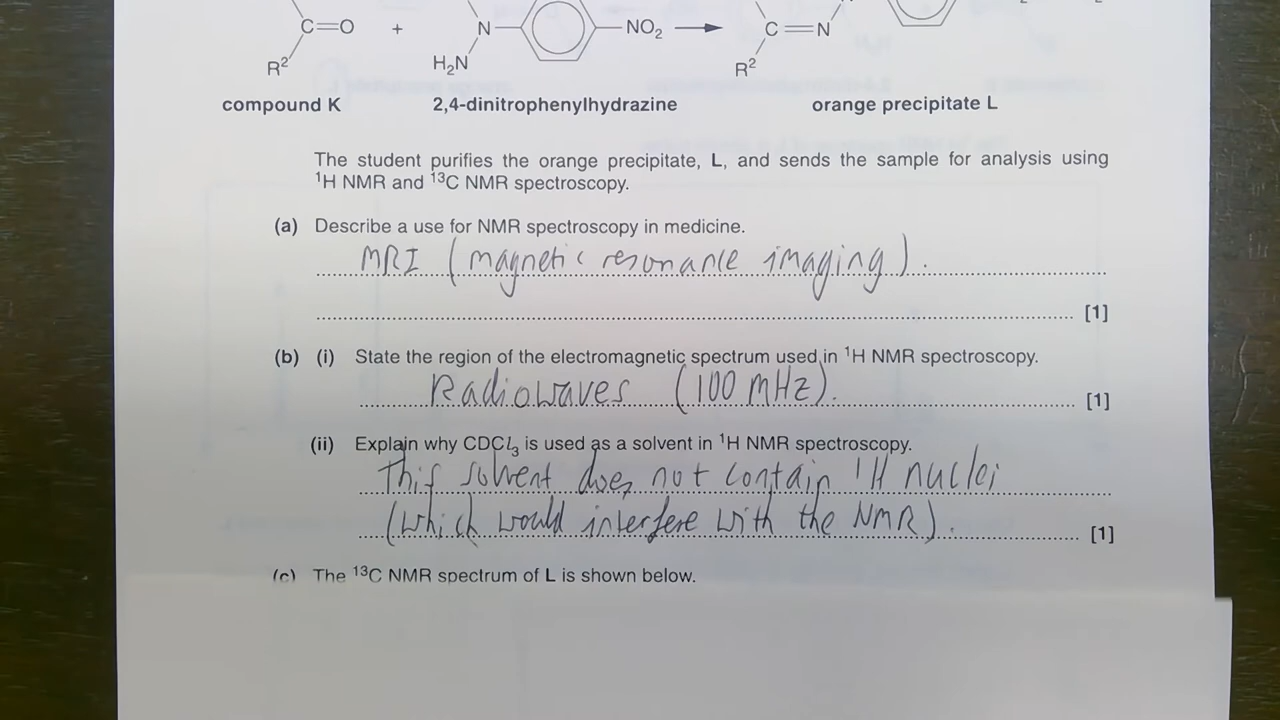 C=O + N NO2 C=N
R2 H2N R2
compound K 2,4-dinitrophenylhydrazine orange precipitate L
The student purifies the orange precipitate, L, and sends the sample for analysis using
1H NMR and 13C NMR spectroscopy.
(a) Describe a use for NMR spectroscopy in medicine.
MRI (magnetic resonance imaging).
[1]
(b) (i) State the region of the electromagnetic spectrum used in 1H NMR spectroscopy.
Radiowaves (100 MHz).
[1]
(ii) Explain why CDCl3 is used as a solvent in 1H NMR spectroscopy.
This solvent does not contain 1H nuclei
(which would interfere with the NMR).
[1]
(c) The 13C NMR spectrum of L is shown below.